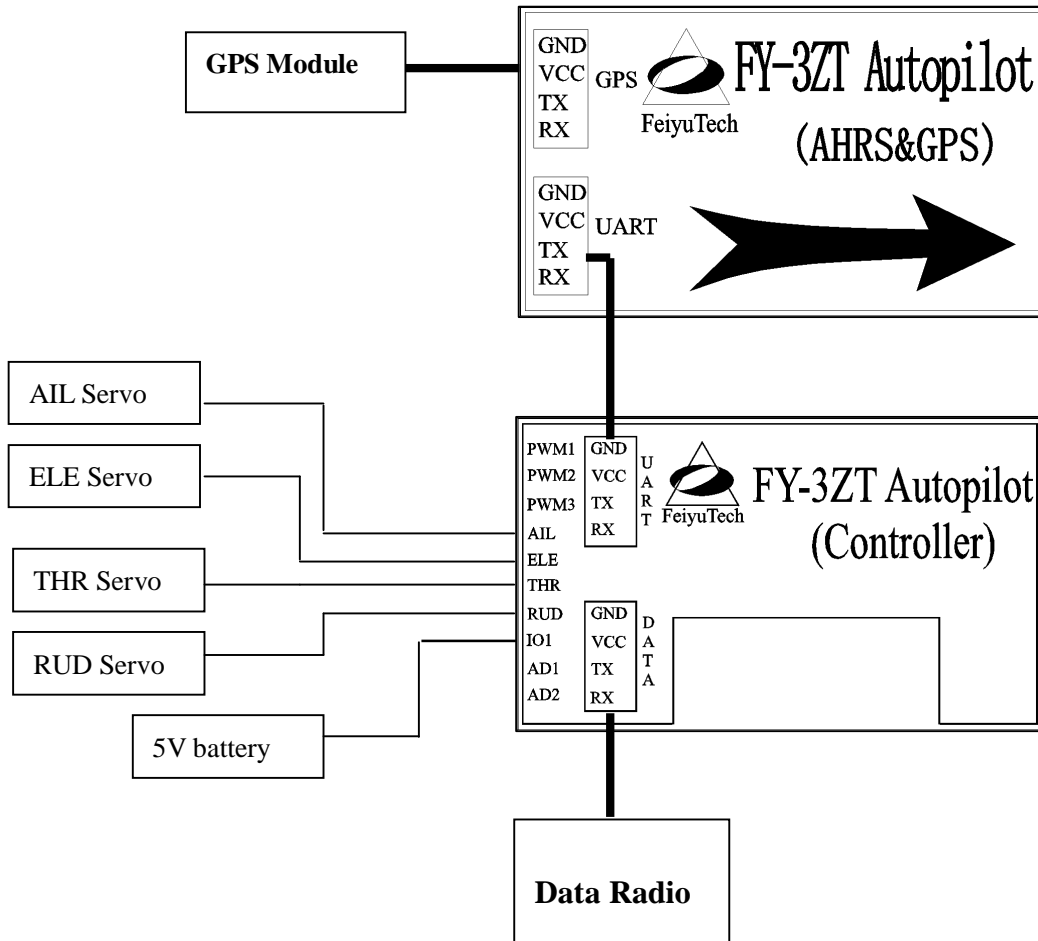 GPS Module
GND
VCC
TX
RX
GPS
FeiyuTech
FY-3ZT Autopilot
(AHRS&GPS)
GND
VCC
TX
RX
UART
AIL Servo
ELE Servo
THR Servo
RUD Servo
5V battery
PWM1
PWM2
PWM3
AIL
ELE
THR
RUD
IO1
AD1
AD2
GND
VCC
TX
RX
UART
FeiyuTech
FY-3ZT Autopilot
(Controller)
GND
VCC
TX
RX
DATA
Data Radio